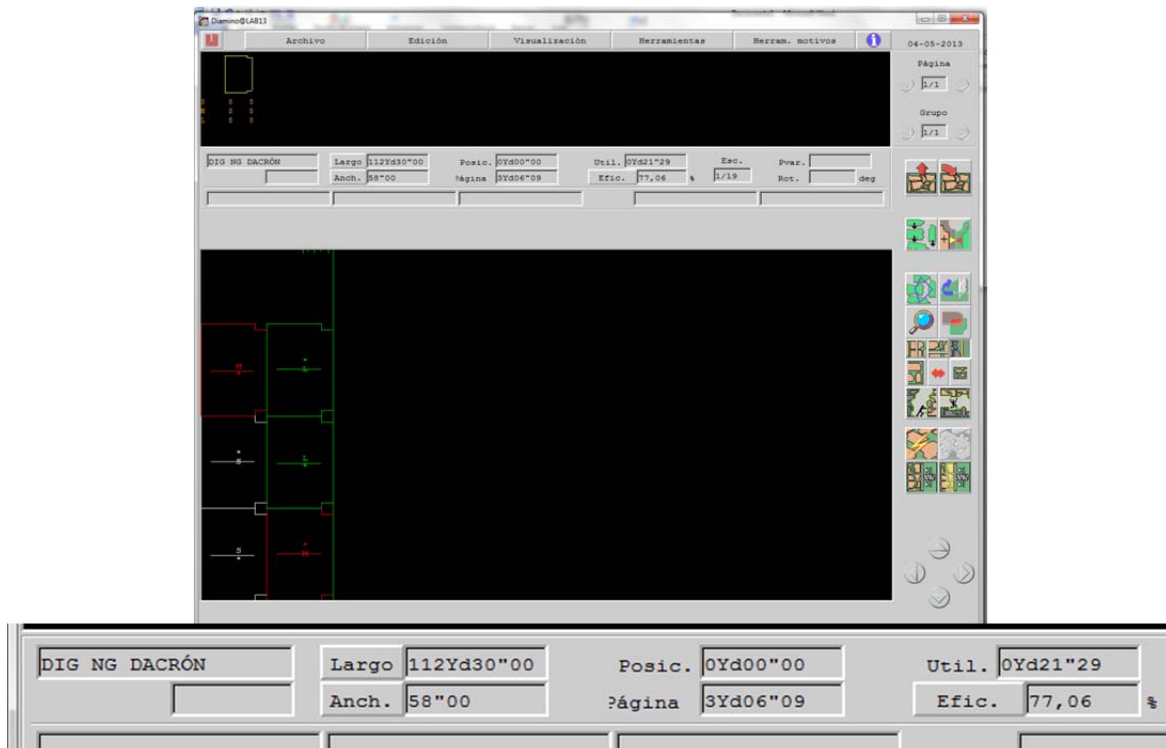 Diamino@LAB13
Archivo Edición Visualización Herramientas Herram. motivos
04-05-2013
Página
1/1
Grupo
1/1
DIG NG DACRÓN Largo 112Yd30"00 Posic. 0Yd00"00 Util. 0Yd21"29 Esc. Pvar.
Anch. 58"00 Página 3Yd06"09 Efic. 77,06 % 1/19 Rot. deg
M L
S L
S M
DIG NG DACRÓN Largo 112Yd30"00 Posic. 0Yd00"00 Util. 0Yd21"29
Anch. 58"00 Página 3Yd06"09 Efic. 77,06 %